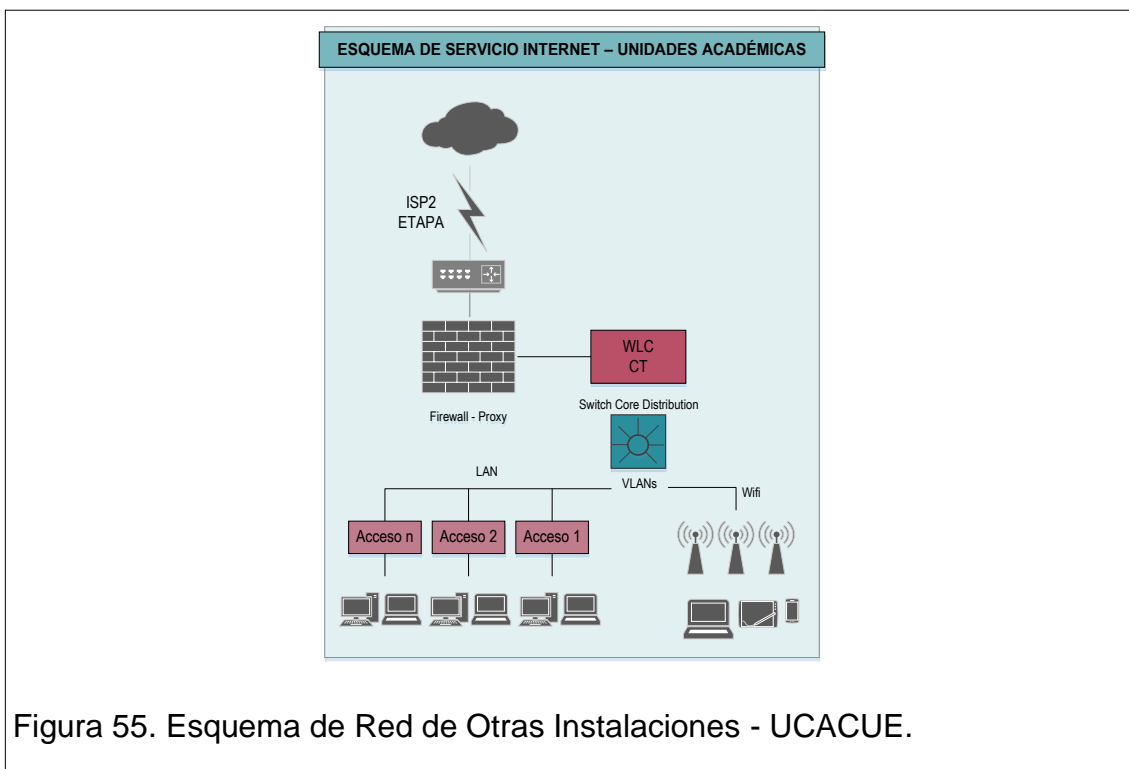 ESQUEMA DE SERVICIO INTERNET – UNIDADES ACADÉMICAS
ISP2
ETAPA
WLC
CT
Firewall - Proxy
Switch Core Distribution
LAN
VLANs
Wifi
Acceso n
Acceso 2
Acceso 1
Figura 55. Esquema de Red de Otras Instalaciones - UCACUE.